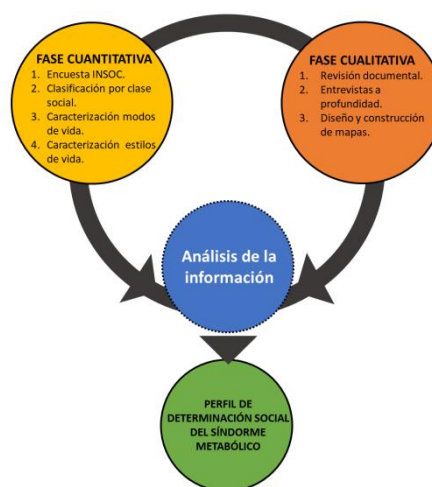 FASE CUANTITATIVA
1. Encuesta INSOC.
2. Clasificación por clase
social.
3. Caracterización modos
de vida.
4. Caracterización estilos
de vida.
FASE CUALITATIVA
1. Revisión documental.
2. Entrevistas a
profundidad.
3. Diseño y construcción
de mapas.
Análisis de la
información
PERFIL DE
DETERMINACIÓN SOCIAL
DEL SÍNDORME
METABÓLICO